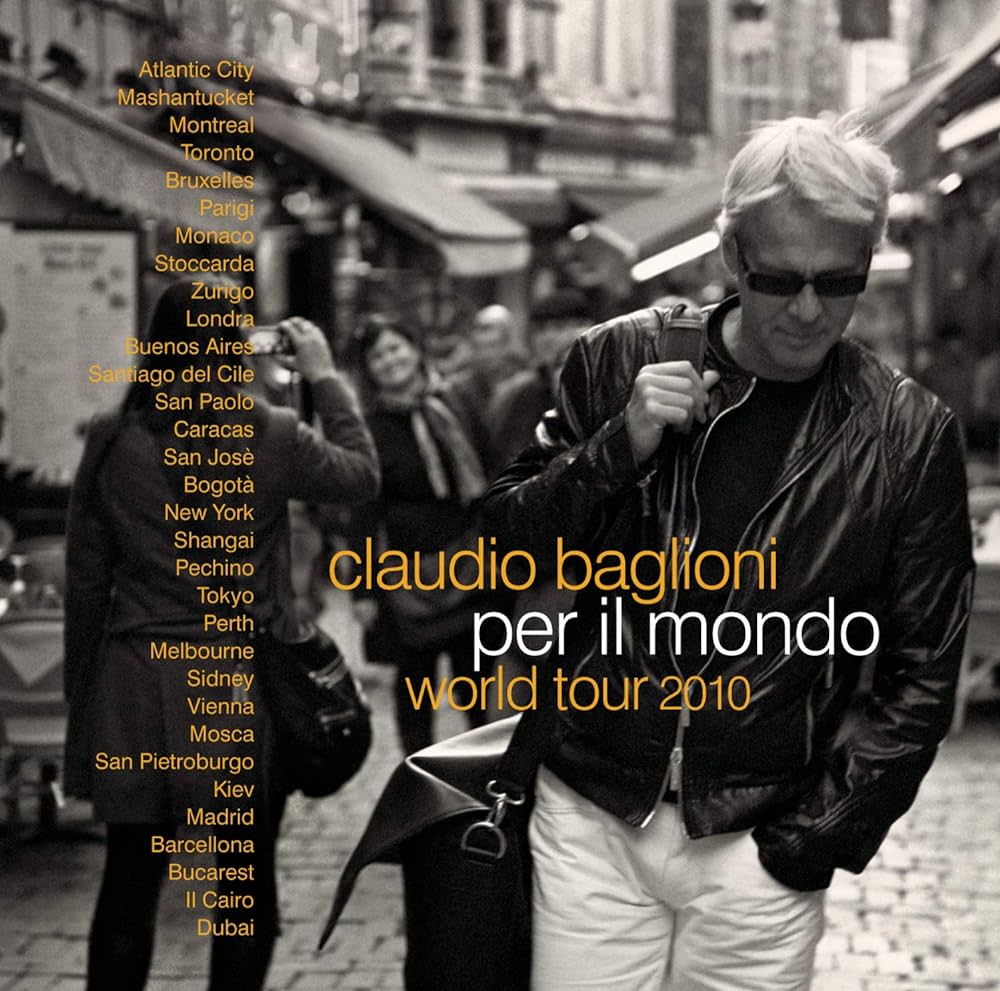 Atlantic City
Mashantucket
Montreal
Toronto
Bruxelles
Parigi
Monaco
Stoccarda
Zurigo
Londra
Buenos Aires
Santiago del Cile
San Paolo
Caracas
San Josè
Bogotà
New York
Shangai
Pechino
Tokyo
Perth
Melbourne
Sidney
Vienna
Mosca
San Pietroburgo
Kiev
Madrid
Barcellona
Bucarest
Il Cairo
Dubai
claudio baglioni
per il mondo
world tour 2010